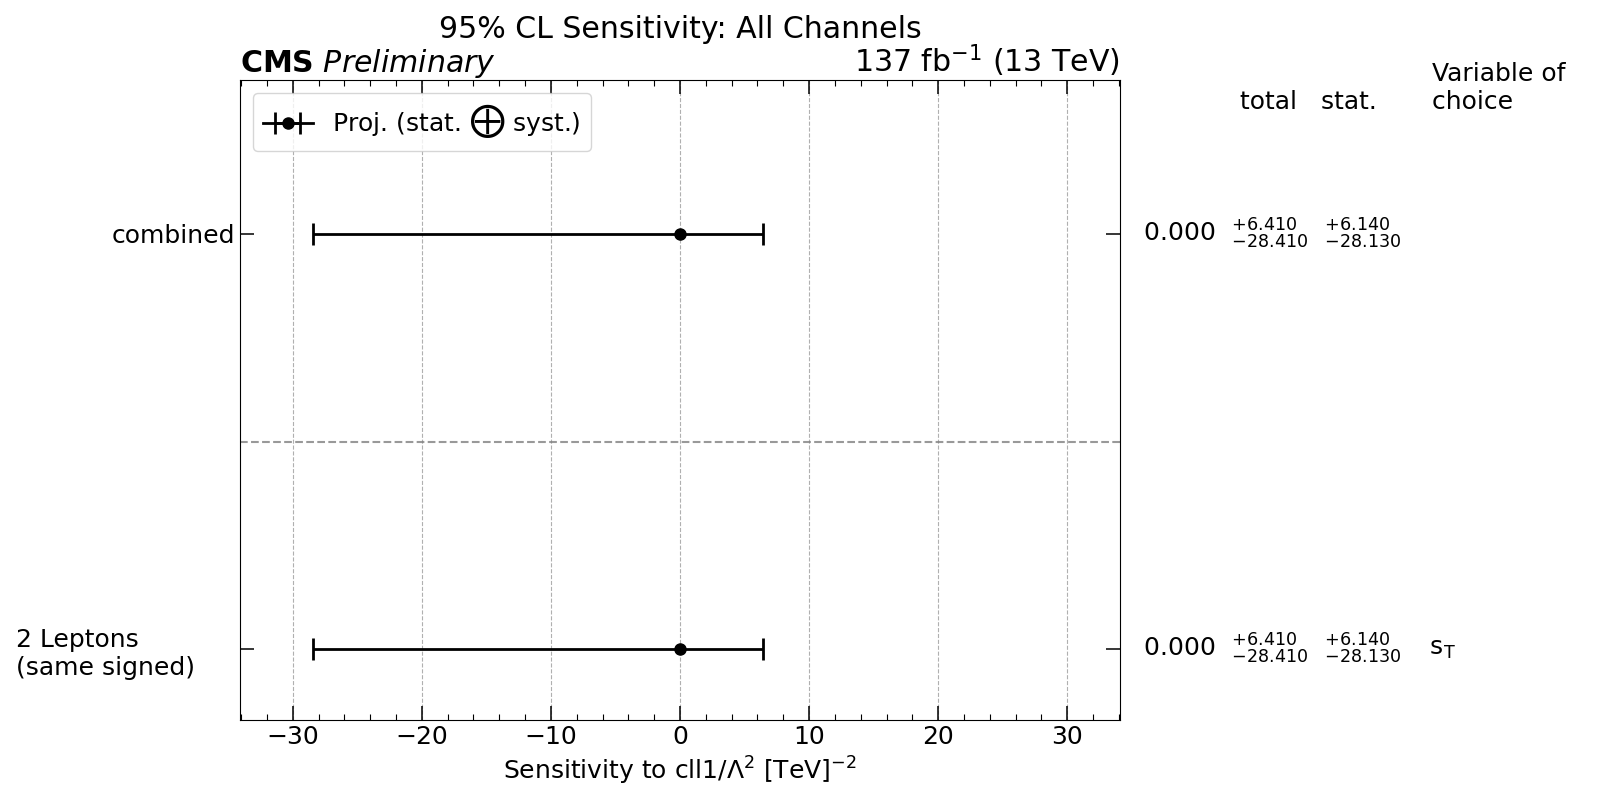 95% CL Sensitivity: All Channels
CMS Preliminary 137 fb⁻¹ (13 TeV)
total stat. Variable of
choice
Proj. (stat. ⊕ syst.)
combined 0.000 +6.410 −28.410 +6.140 −28.130
2 Leptons
(same signed) 0.000 +6.410 −28.410 +6.140 −28.130 s_T
−30 −20 −10 0 10 20 30
Sensitivity to cll1/Λ² [TeV]⁻²